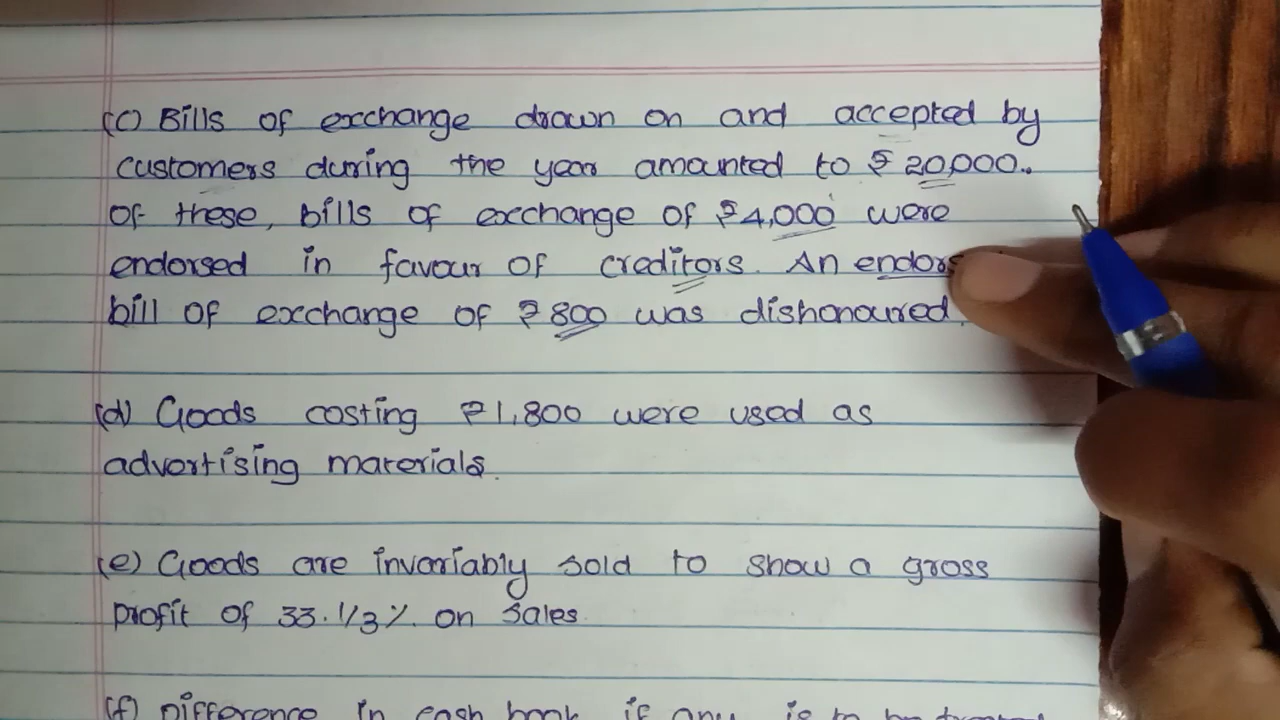 (c) Bills of exchange drawn on and accepted by
customers during the year amounted to ₹ 20,000.
Of these, bills of exchange of ₹4,000 were
endorsed in favour of creditors. An endors
bill of exchange of ₹800 was dishonoured.
(d) Goods costing ₹1,800 were used as
advertising materials.
(e) Goods are invariably sold to show a gross
profit of 33.1/3%. on sales
(f) Difference in cash book, if any, is to be treated